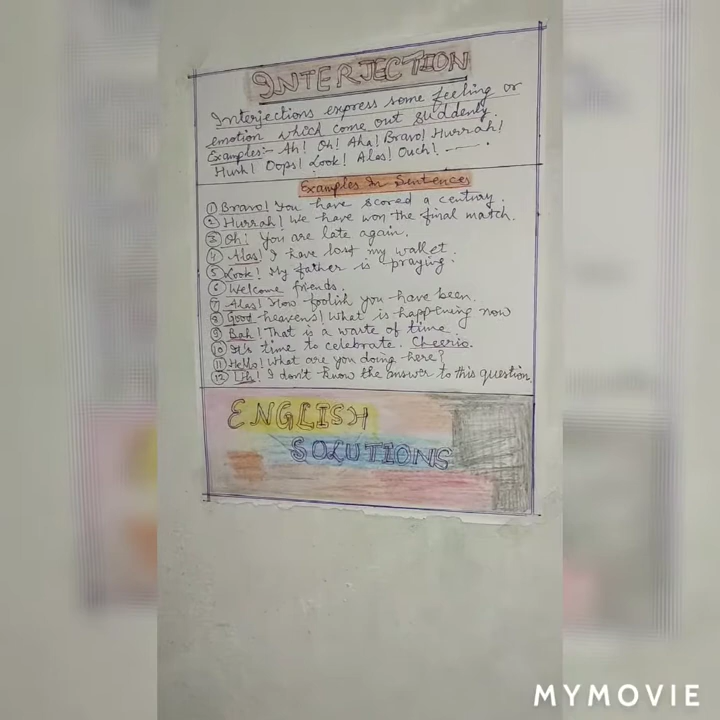 INTERJECTION
Interjections express some feeling or
emotion which come out suddenly.
Examples:- Ah! Oh! Aha! Bravo! Hurrah!
Hush! Oops! Look! Alas! Ouch! ----- .
Examples In Sentences
1 Bravo! You have scored a century.
2 Hurrah! We have won the final match.
3 Oh! You are late again.
4 Alas! I have lost my wallet.
5 Look! My father is praying.
6 Welcome friends.
7 Alas! How foolish you have been.
8 Good heavens! What is happening now
9 Bah! That is a waste of time.
10 It's time to celebrate. Cheerio.
11 Hello! What are you doing here?
12 Uh! I don't know the answer to this question.
ENGLISH
SOLUTIONS
MYMOVIE